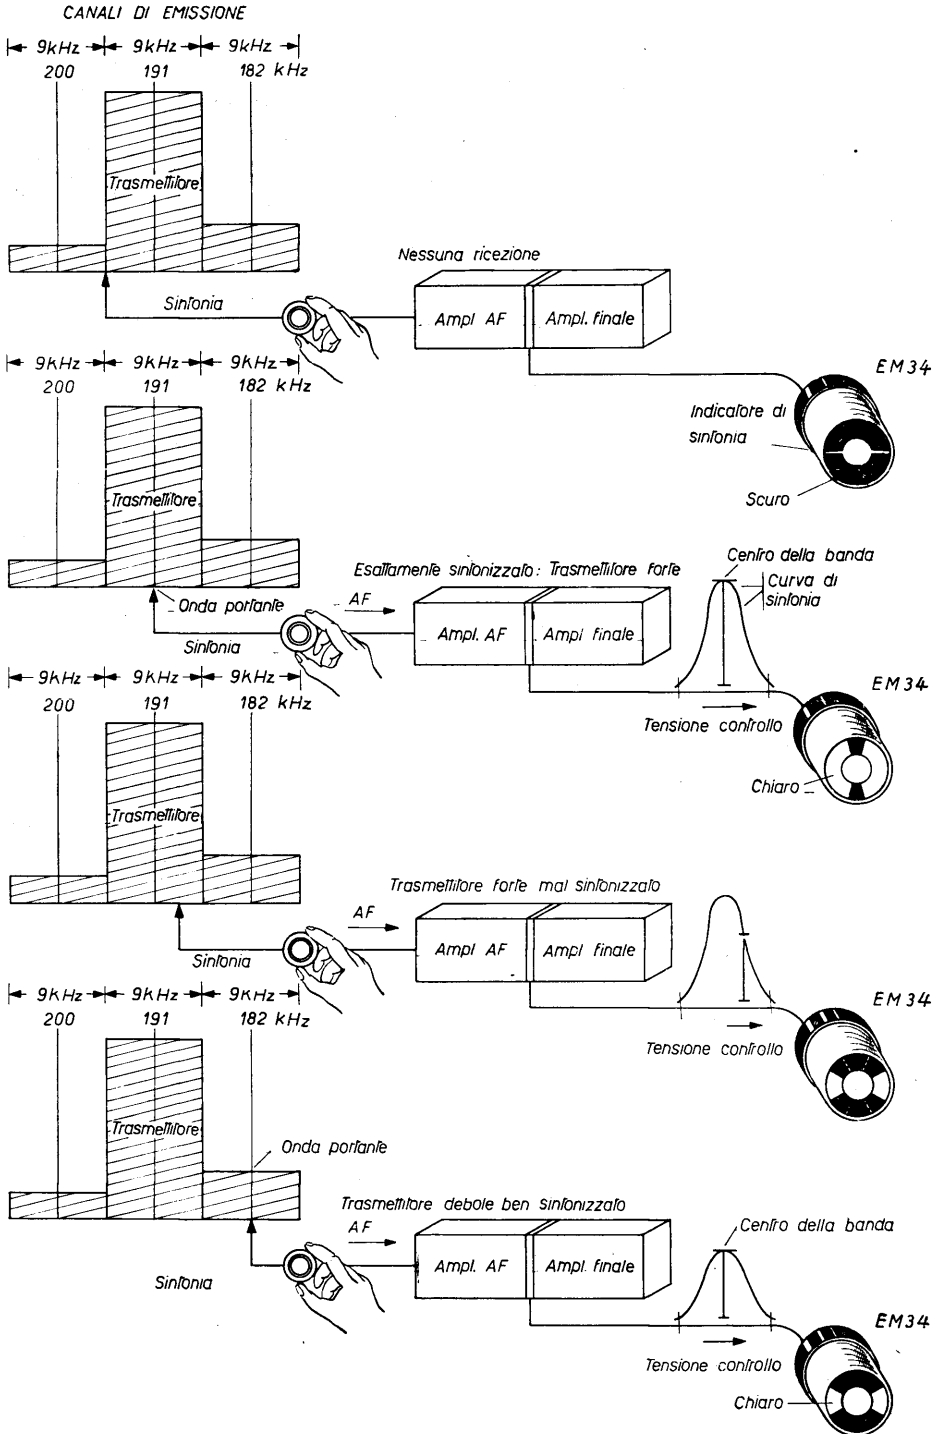 CANALI DI EMISSIONE
9kHz 9kHz 9kHz
200 191 182 kHz
Trasmettitore
Nessuna ricezione
Sintonia
Ampl AF
Ampl. finale
EM34
Indicatore di
sintonia
Scuro
9kHz 9kHz 9kHz
200 191 182 kHz
Trasmettitore
Esattamente sintonizzato: Trasmettitore forte
Onda portante
AF
Sintonia
Ampl. AF
Ampl finale
Centro della banda
Curva di
sintonia
EM34
Tensione controllo
Chiaro
9kHz 9kHz 9kHz
200 191 182 kHz
Trasmettitore
Trasmettitore forte mal sintonizzato
AF
Sintonia
Ampl AF
Ampl finale
EM34
Tensione controllo
9kHz 9kHz 9kHz
200 191 182 kHz
Trasmettitore
Onda portante
Trasmettitore debole ben sintonizzato
AF
Sintonia
Ampl. AF
Ampl. finale
Centro della banda
EM34
Tensione controllo
Chiaro